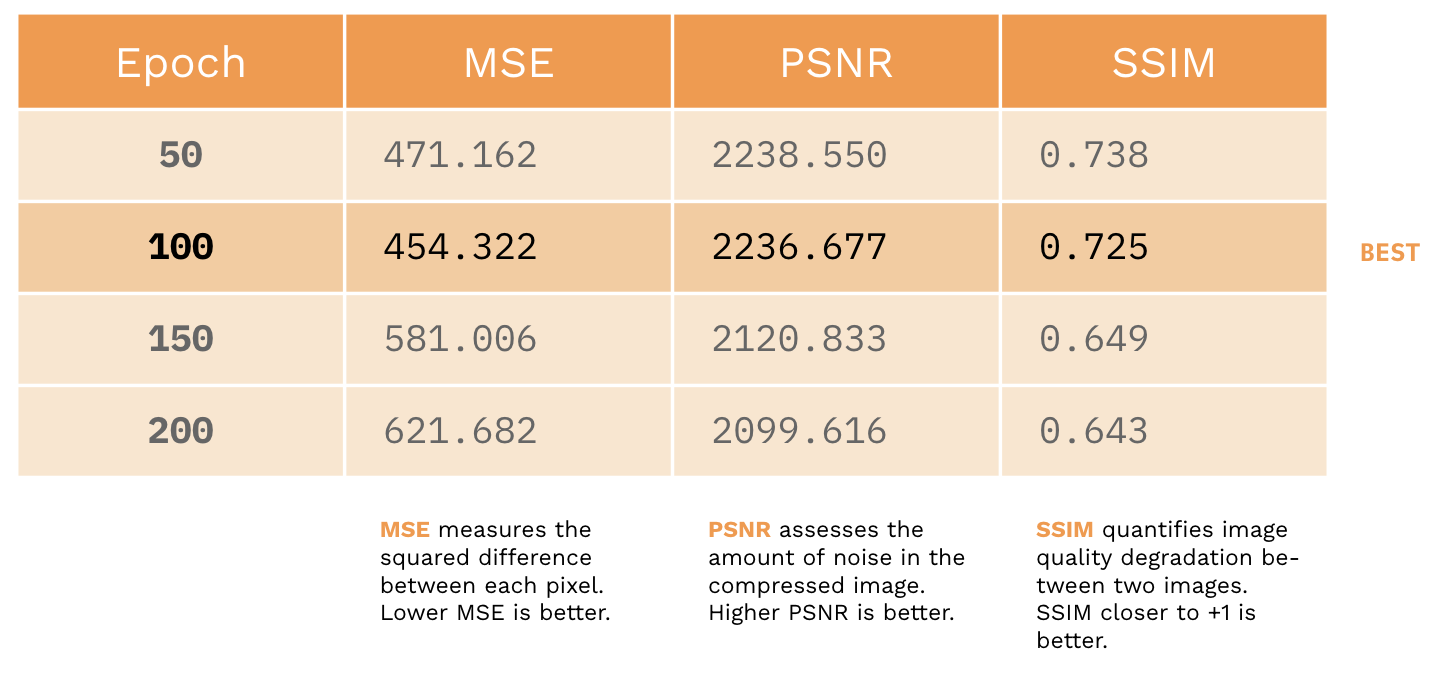 Epoch MSE PSNR SSIM
50 471.162 2238.550 0.738
100 454.322 2236.677 0.725
BEST
150 581.006 2120.833 0.649
200 621.682 2099.616 0.643
MSE measures the
squared difference
between each pixel.
Lower MSE is better.
PSNR assesses the
amount of noise in the
compressed image.
Higher PSNR is better.
SSIM quantifies image
quality degradation be-
tween two images.
SSIM closer to +1 is
better.